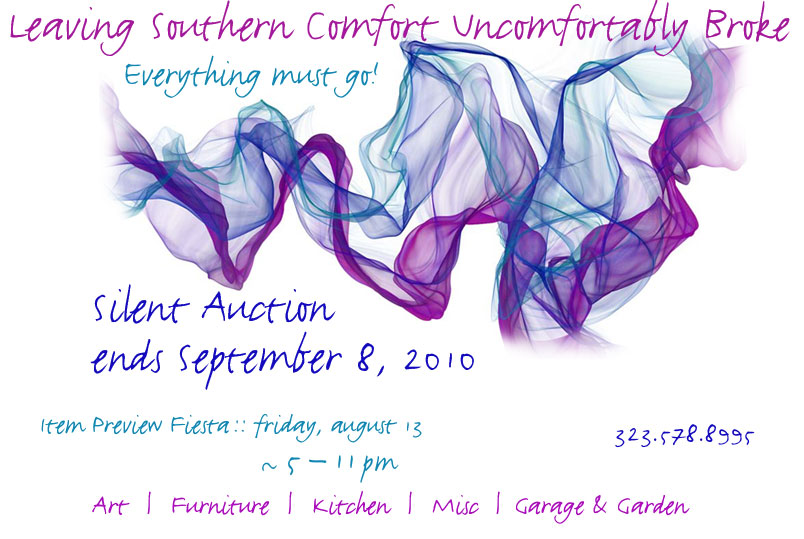 Leaving Southern Comfort Uncomfortably Broke
Everything must go!
Silent Auction
ends September 8, 2010
Item Preview Fiesta :: friday, august 13
~ 5 – 11 pm
323.578.8995
Art | Furniture | Kitchen | Misc | Garage & Garden